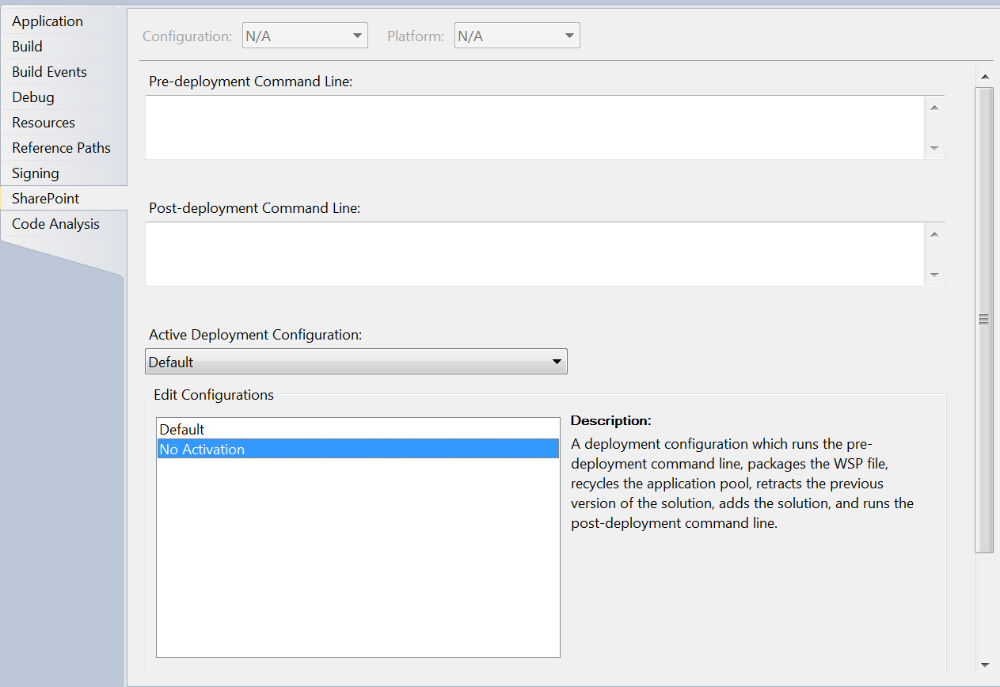 Application
Build
Build Events
Debug
Resources
Reference Paths
Signing
SharePoint
Code Analysis
Configuration: N/A Platform: N/A
Pre-deployment Command Line:
Post-deployment Command Line:
Active Deployment Configuration:
Default
Edit Configurations
Default
No Activation
Description:
A deployment configuration which runs the pre-
deployment command line, packages the WSP file,
recycles the application pool, retracts the previous
version of the solution, adds the solution, and runs the
post-deployment command line.